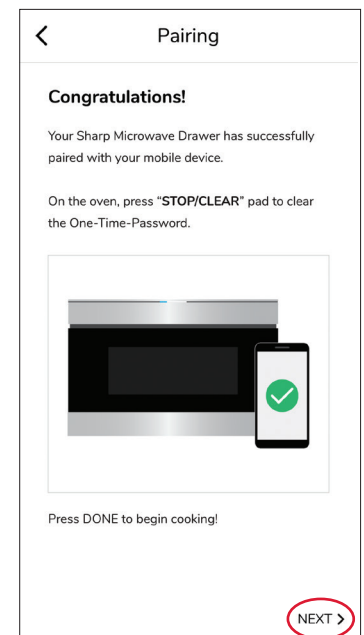 Pairing
Congratulations!
Your Sharp Microwave Drawer has successfully
paired with your mobile device.
On the oven, press “STOP/CLEAR” pad to clear
the One-Time-Password.
Press DONE to begin cooking!
NEXT